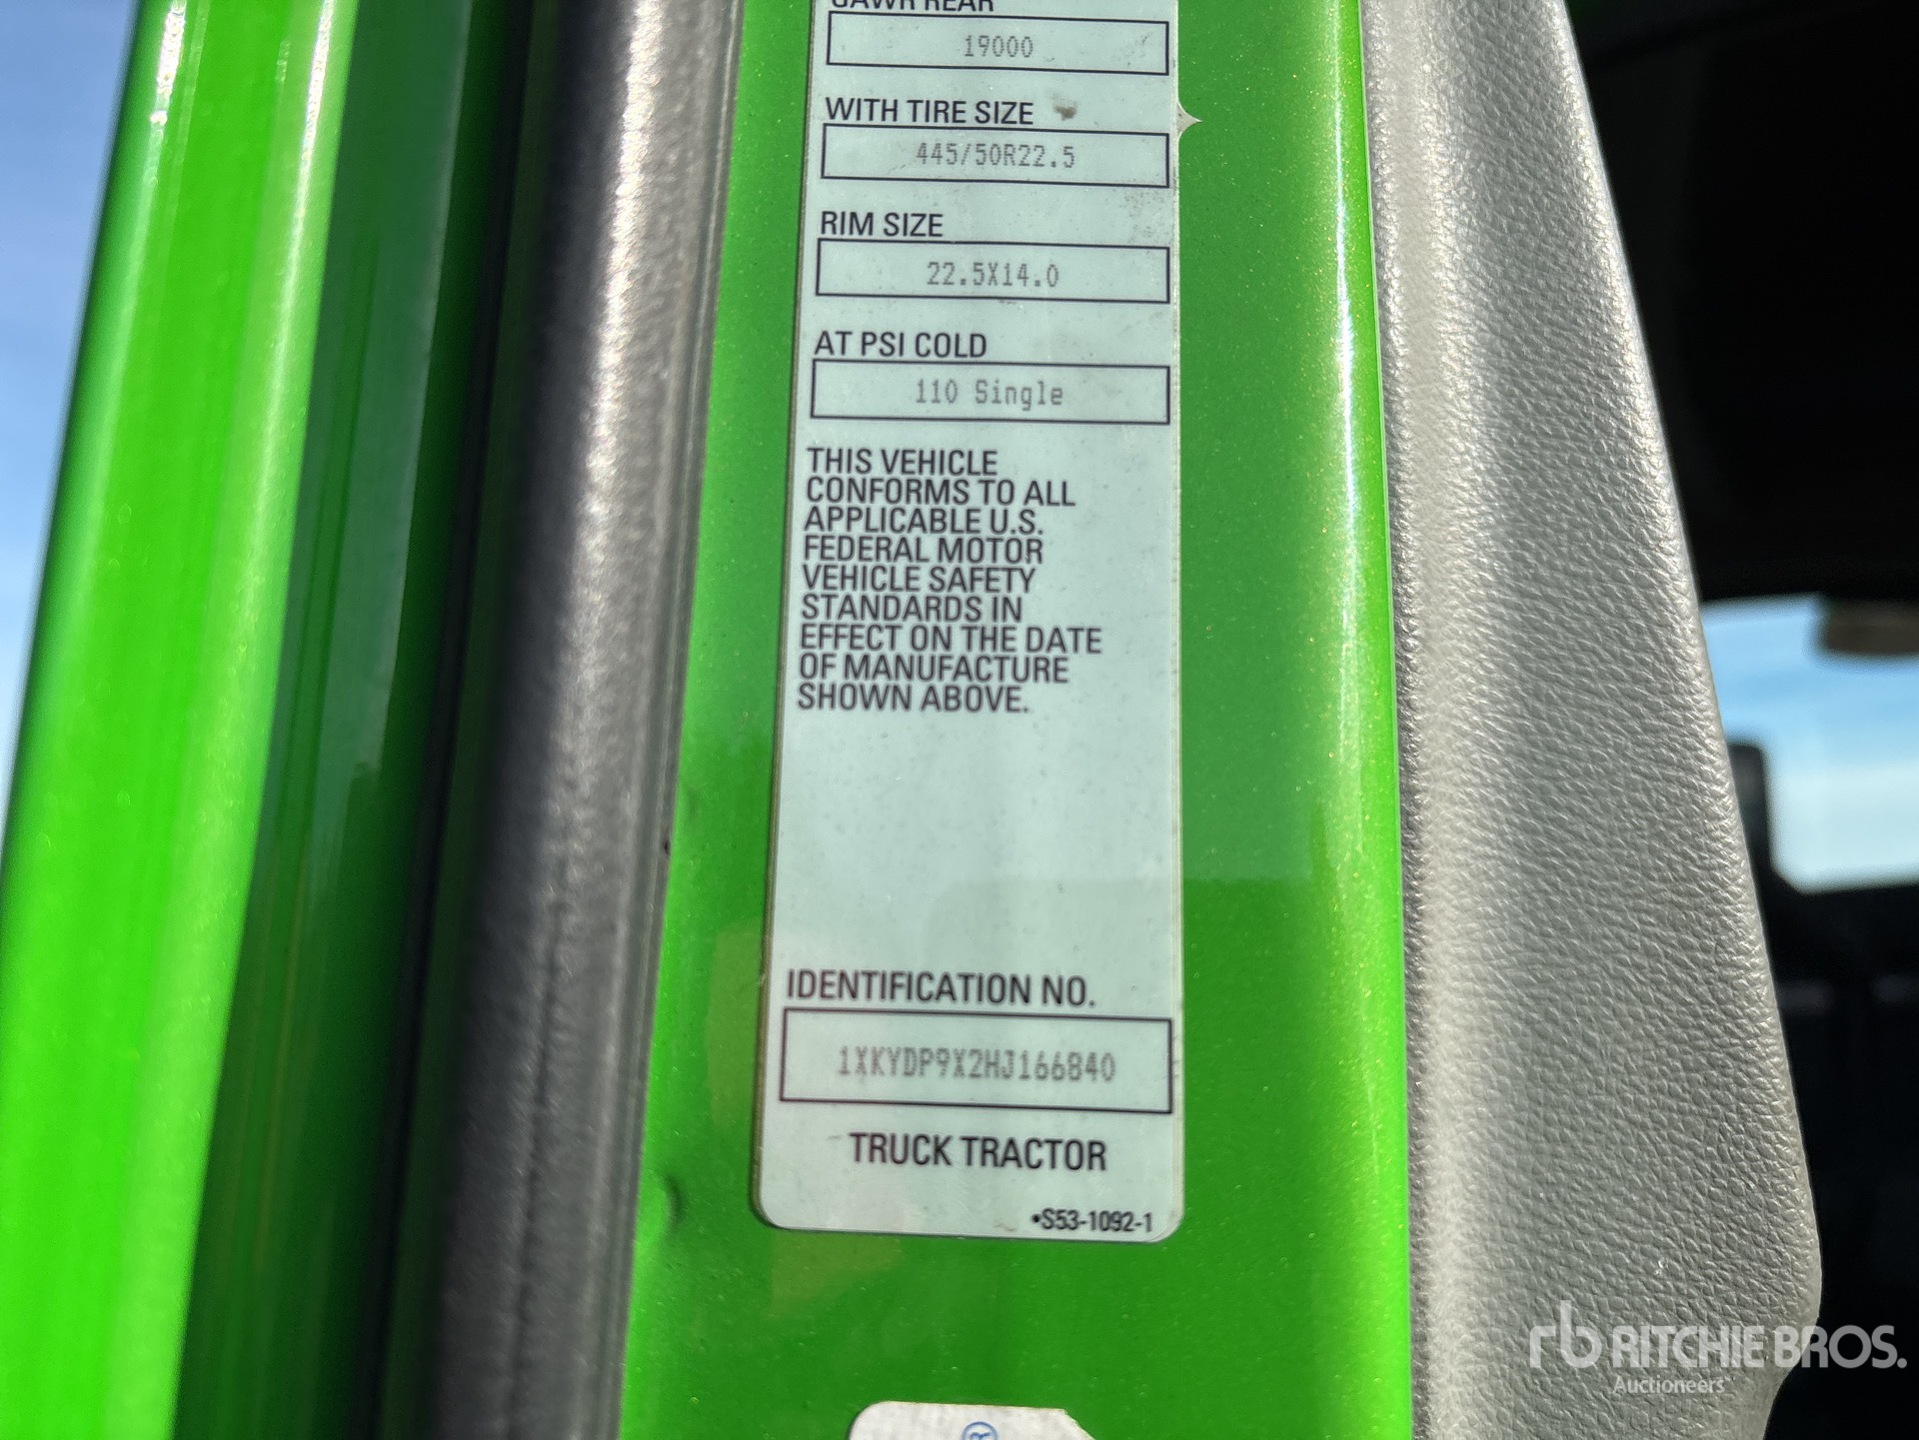 GAWR REAR
19000
WITH TIRE SIZE
445/50R22.5
RIM SIZE
22.5X14.0
AT PSI COLD
110 Single
THIS VEHICLE
CONFORMS TO ALL
APPLICABLE U.S.
FEDERAL MOTOR
VEHICLE SAFETY
STANDARDS IN
EFFECT ON THE DATE
OF MANUFACTURE
SHOWN ABOVE.
IDENTIFICATION NO.
1XKYDP9X2HJ166840
TRUCK TRACTOR
•S53-1092-1
®
rb RITCHIE BROS.
Auctioneers